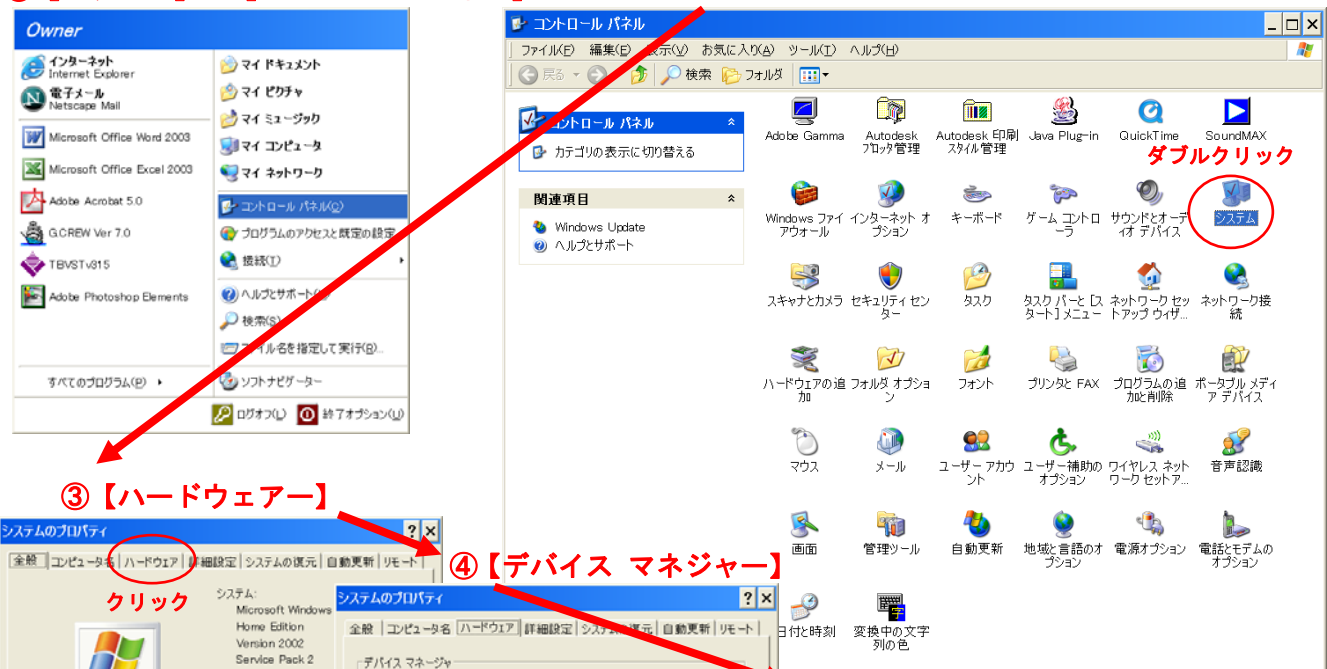 Owner
インターネット
Internet Explorer
電子メール
Netscape Mail
Microsoft Office Word 2003
Microsoft Office Excel 2003
Adobe Acrobat 5.0
G.CREW Ver 7.0
TBVSTv315
Adobe Photoshop Elements
すべてのプログラム(P)
マイ ドキュメント
マイ ピクチャ
マイ ミュージック
マイ コンピュータ
マイ ネットワーク
コントロール パネル(C)
プログラムのアクセスと既定の設定
接続(T)
ヘルプとサポート
検索(S)
ファイル名を指定して実行(R)...
ソフトナビゲーター
ログオフ(L)
終了オプション(U)
コントロール パネル
ファイル(F) 編集(E) 表示(V) お気に入り(A) ツール(T) ヘルプ(H)
戻る 検索 フォルダ
コントロール パネル
カテゴリの表示に切り替える
関連項目
Windows Update
ヘルプとサポート
Adobe Gamma
Autodesk
プロッタ管理
Autodesk 印刷
スタイル管理
Java Plug-in
QuickTime
SoundMAX
ダブルクリック
Windows ファイ
アウォール
インターネット オ
プション
キーボード
ゲーム コントロ
ーラ
サウンドとオーデ
ィオ デバイス
システム
スキャナとカメラ
セキュリティ セン
ター
タスク
タスク バーと [ス
タート] メニュー
ネットワーク セッ
トアップ ウィザ...
ネットワーク接
続
ハードウェアの追
加
フォルダ オプショ
ン
フォント
プリンタと FAX
プログラムの追
加と削除
ポータブル メディ
ア デバイス
マウス
メール
ユーザー アカウ
ント
ユーザー補助の
オプション
ワイヤレス ネット
ワーク セットア...
音声認識
画面
管理ツール
自動更新
地域と言語のオ
プション
電源オプション
電話とモデムの
オプション
日付と時刻
変換中の文字
列の色
③【ハードウェアー】
システムのプロパティ
全般 コンピュータ名 ハードウェア 詳細設定 システムの復元 自動更新 リモート
クリック
システム:
Microsoft Windows
Home Edition
Version 2002
Service Pack 2
④【デバイス マネジャー】
システムのプロパティ
全般 コンピュータ名 ハードウェア 詳細設定 システムの復元 自動更新 リモート
デバイス マネージャ